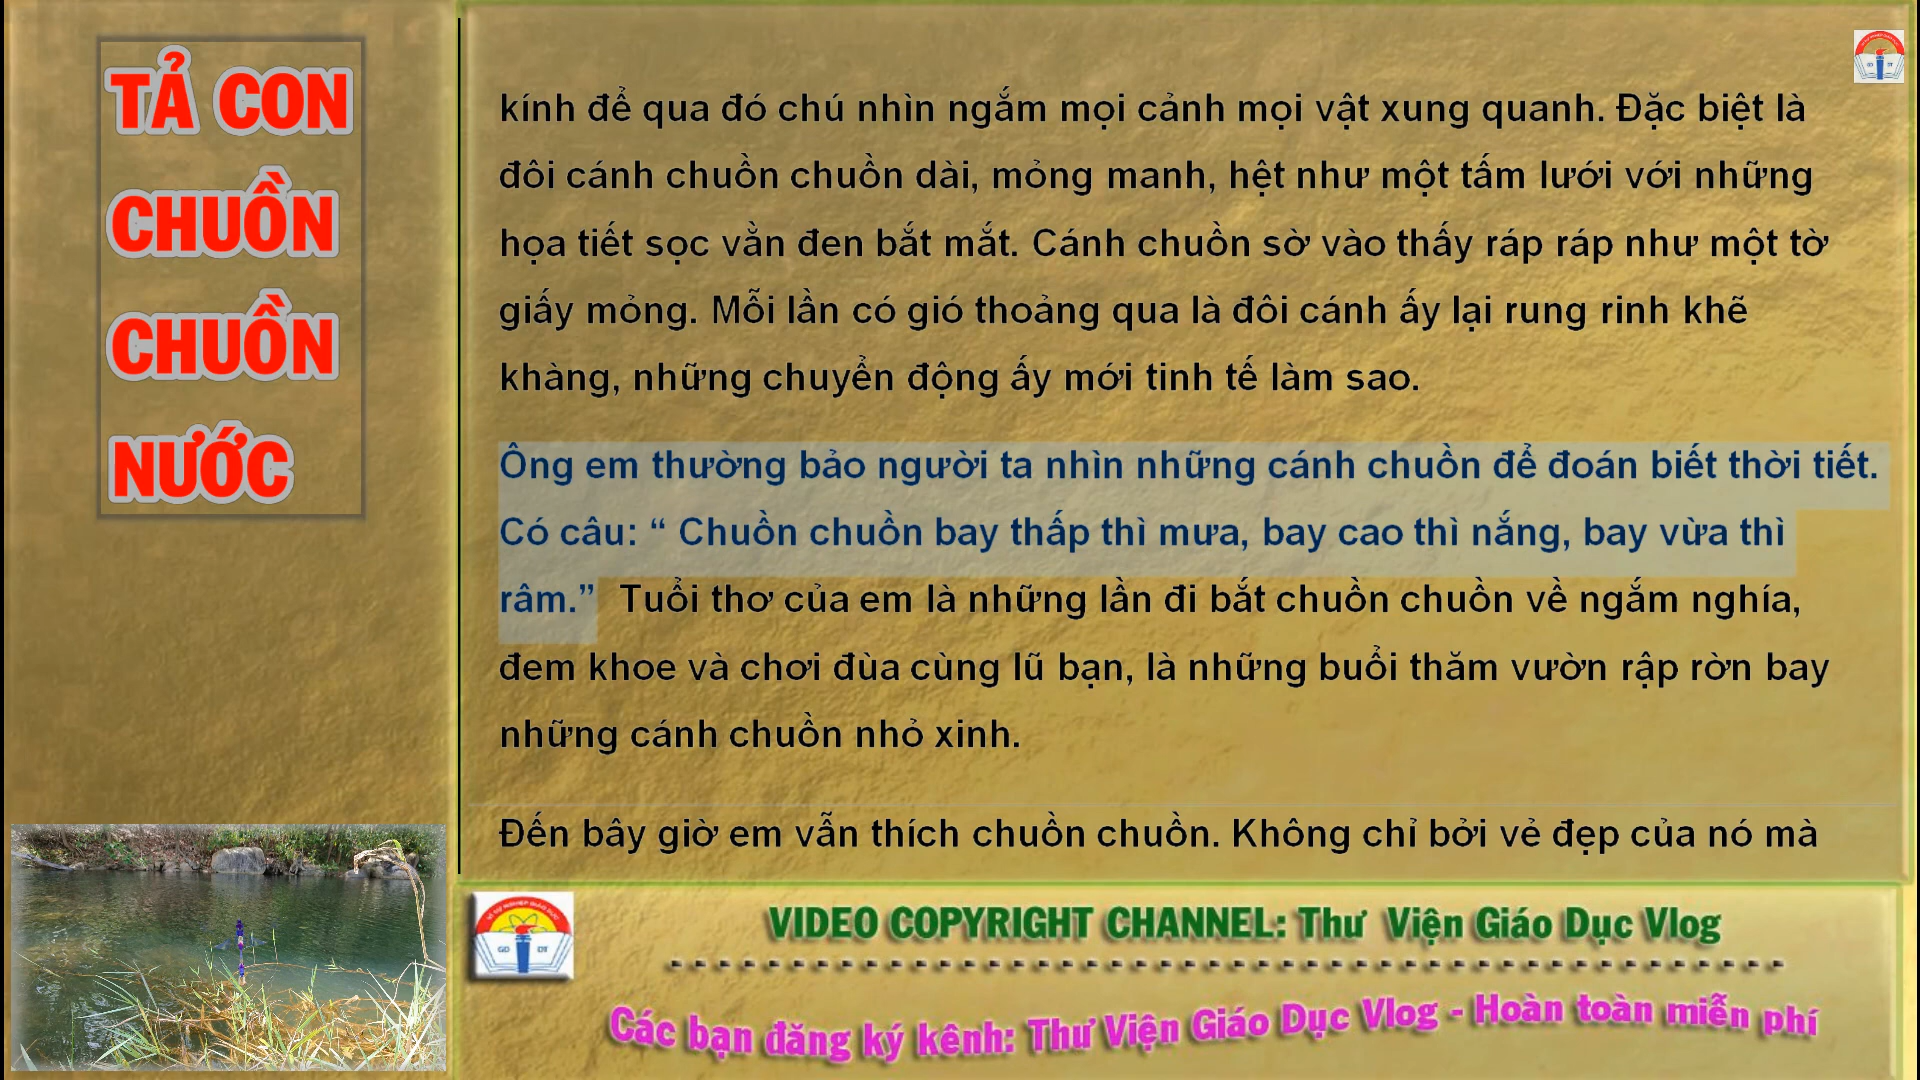 TẢ CON
CHUỒN
CHUỒN
NƯỚC
kính để qua đó chú nhìn ngắm mọi cảnh mọi vật xung quanh. Đặc biệt là
đôi cánh chuồn chuồn dài, mỏng manh, hệt như một tấm lưới với những
họa tiết sọc vằn đen bắt mắt. Cánh chuồn sờ vào thấy ráp ráp như một tờ
giấy mỏng. Mỗi lần có gió thoảng qua là đôi cánh ấy lại rung rinh khẽ
khàng, những chuyển động ấy mới tinh tế làm sao.
Ông em thường bảo người ta nhìn những cánh chuồn để đoán biết thời tiết.
Có câu: “ Chuồn chuồn bay thấp thì mưa, bay cao thì nắng, bay vừa thì
râm.” Tuổi thơ của em là những lần đi bắt chuồn chuồn về ngắm nghía,
đem khoe và chơi đùa cùng lũ bạn, là những buổi thăm vườn rập rờn bay
những cánh chuồn nhỏ xinh.
Đến bây giờ em vẫn thích chuồn chuồn. Không chỉ bởi vẻ đẹp của nó mà
VÌ SỰ NGHIỆP GIÁO DỤC
GD ĐT
VIDEO COPYRIGHT CHANNEL: Thư Viện Giáo Dục Vlog
Các bạn đăng ký kênh: Thư Viện Giáo Dục Vlog - Hoàn toàn miễn phí